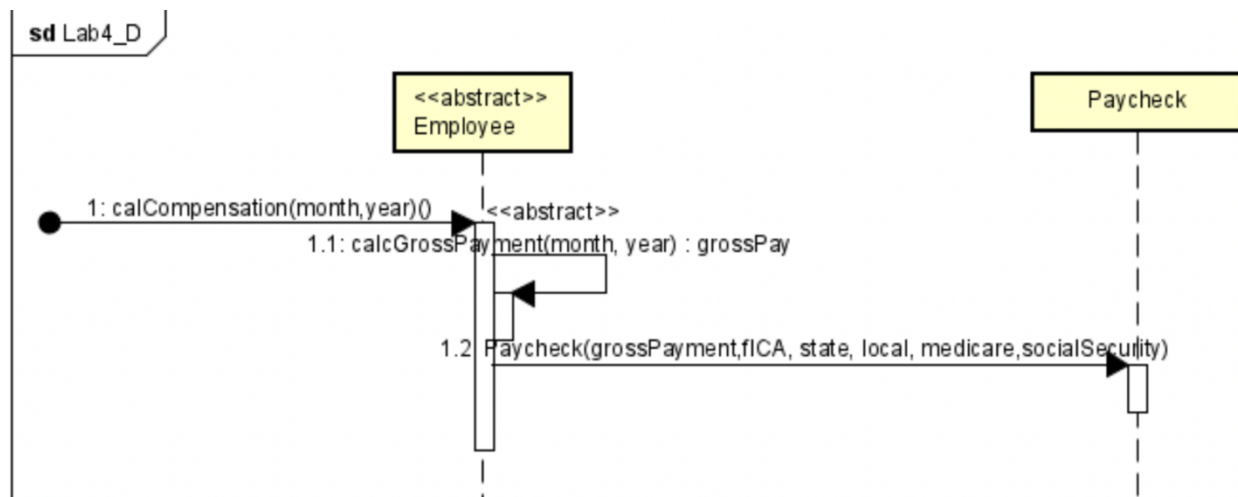 sd Lab4_D
<<abstract>>
Employee
Paycheck
1: calCompensation(month,year)()
<<abstract>>
1.1: calcGrossPayment(month, year) : grossPay
1.2 Paycheck(grossPayment,fICA, state, local, medicare,socialSecurity)